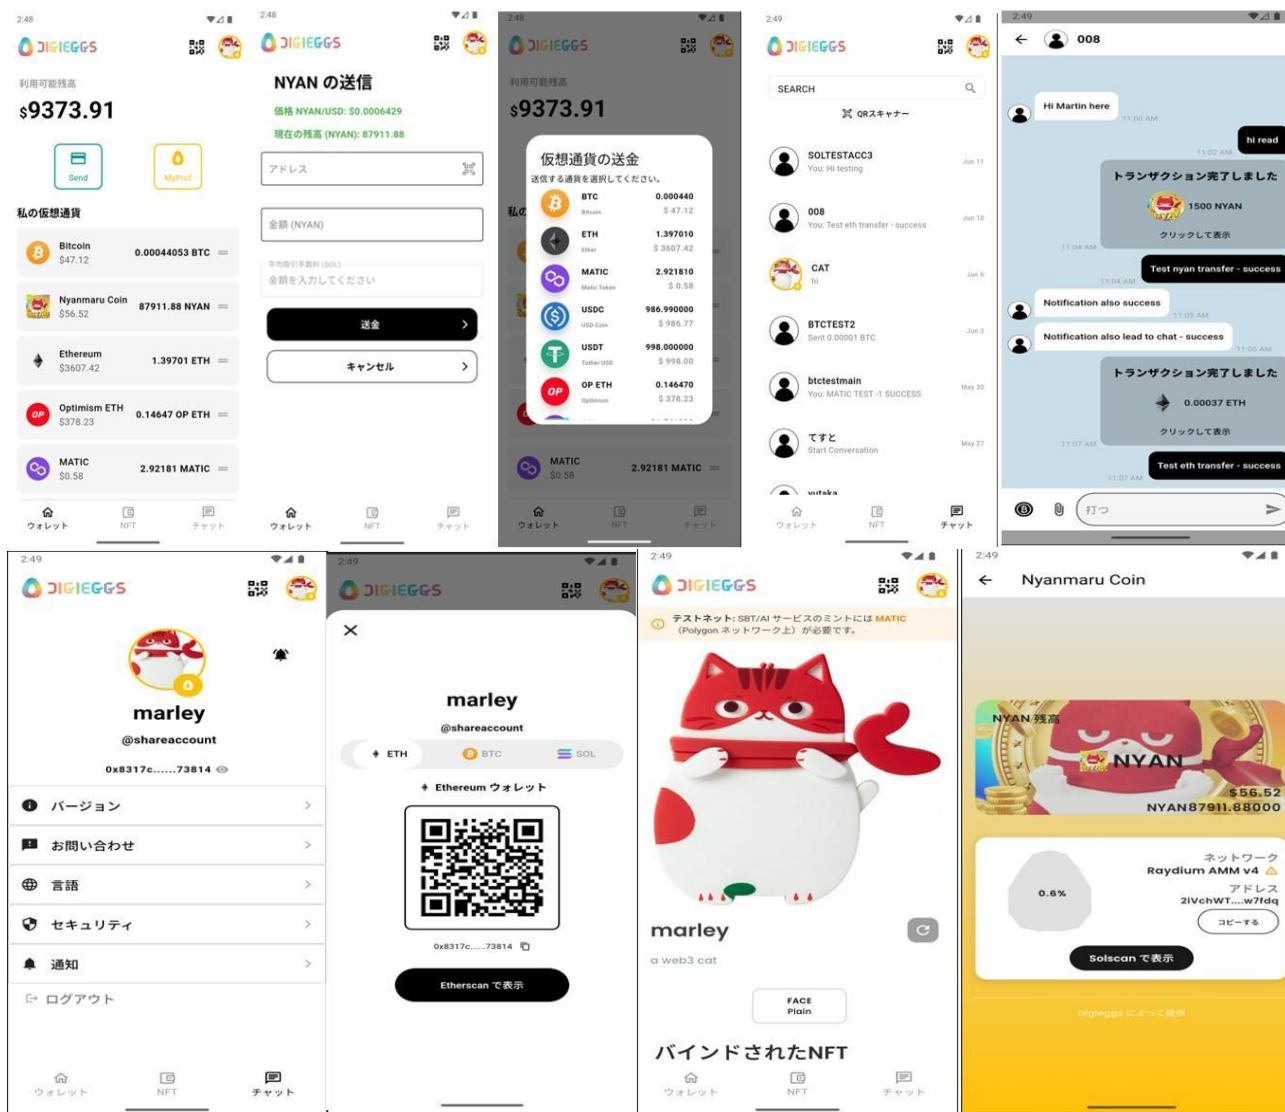 2:48
DIGIEGGS
利用可能残高
$9373.91
Send
MyProf
私の仮想通貨
Bitcoin
$47.12
0.00044053 BTC
Nyanmaru Coin
$56.52
87911.88 NYAN
Ethereum
$3607.42
1.39701 ETH
OP
Optimism ETH
$378.23
0.14647 OP ETH
MATIC
$0.58
2.92181 MATIC
ウォレット
NFT
チャット
2:48
DIGIEGGS
NYAN の送信
価格 NYAN/USD: $0.0006429
現在の残高 (NYAN): 87911.88
アドレス
金額 (NYAN)
平均取引手数料 (SOL)
金額を入力してください
送金
キャンセル
ウォレット
NFT
チャット
2:48
DIGIEGGS
利用可能残高
$9373.91
仮想通貨の送金
送信する通貨を選択してください。
私の
BTC
0.000440
Bitcoin
$ 47.12
ETH
1.397010
Ether
$ 3607.42
MATIC
2.921810
Matic Token
$ 0.58
USDC
986.990000
USD Coin
$ 986.77
USDT
998.000000
Tether USD
$ 998.00
OP
OP ETH
0.146470
Optimism
$ 378.23
MATIC
$0.58
2.92181 MATIC
ウォレット
NFT
チャット
2:49
DIGIEGGS
SEARCH
QRスキャナー
SOLTESTACC3
You: Hi testing
Jun 11
008
You: Test eth transfer - success
Jun 10
CAT
hi
Jun 6
BTCTEST2
Sent 0.00001 BTC
Jun 3
btctestmain
You: MATIC TEST -1 SUCCESS
May 30
てすと
Start Conversation
May 27
yutaka
ウォレット
NFT
チャット
2:49
008
Hi Martin here
11:00 AM
hi read
11:02 AM
トランザクション完了しました
1500 NYAN
クリックして表示
11:04 AM
Test nyan transfer - success
11:04 AM
Notification also success
11:05 AM
Notification also lead to chat - success
11:05 AM
トランザクション完了しました
0.00037 ETH
クリックして表示
11:07 AM
Test eth transfer - success
11:07 AM
打つ
2:49
DIGIEGGS
marley
@shareaccount
0x8317c......73814
バージョン
お問い合わせ
言語
セキュリティ
通知
ログアウト
ウォレット
NFT
チャット
2:49
DIGIEGGS
marley
@shareaccount
ETH
BTC
SOL
Ethereum ウォレット
0x8317c......73814
Etherscan で表示
2:49
DIGIEGGS
テストネット: SBT/AI サービスのミントには MATIC
（Polygon ネットワーク上）が必要です。
marley
a web3 cat
FACE
Plain
バインドされたNFT
ウォレット
NFT
チャット
2:49
Nyanmaru Coin
NYAN 残高
NYAN
$56.52
NYAN87911.88000
0.6%
ネットワーク
Raydium AMM v4
アドレス
2iVchWT....w7fdq
コピーする
Solscan で表示
Digieggs によって提供